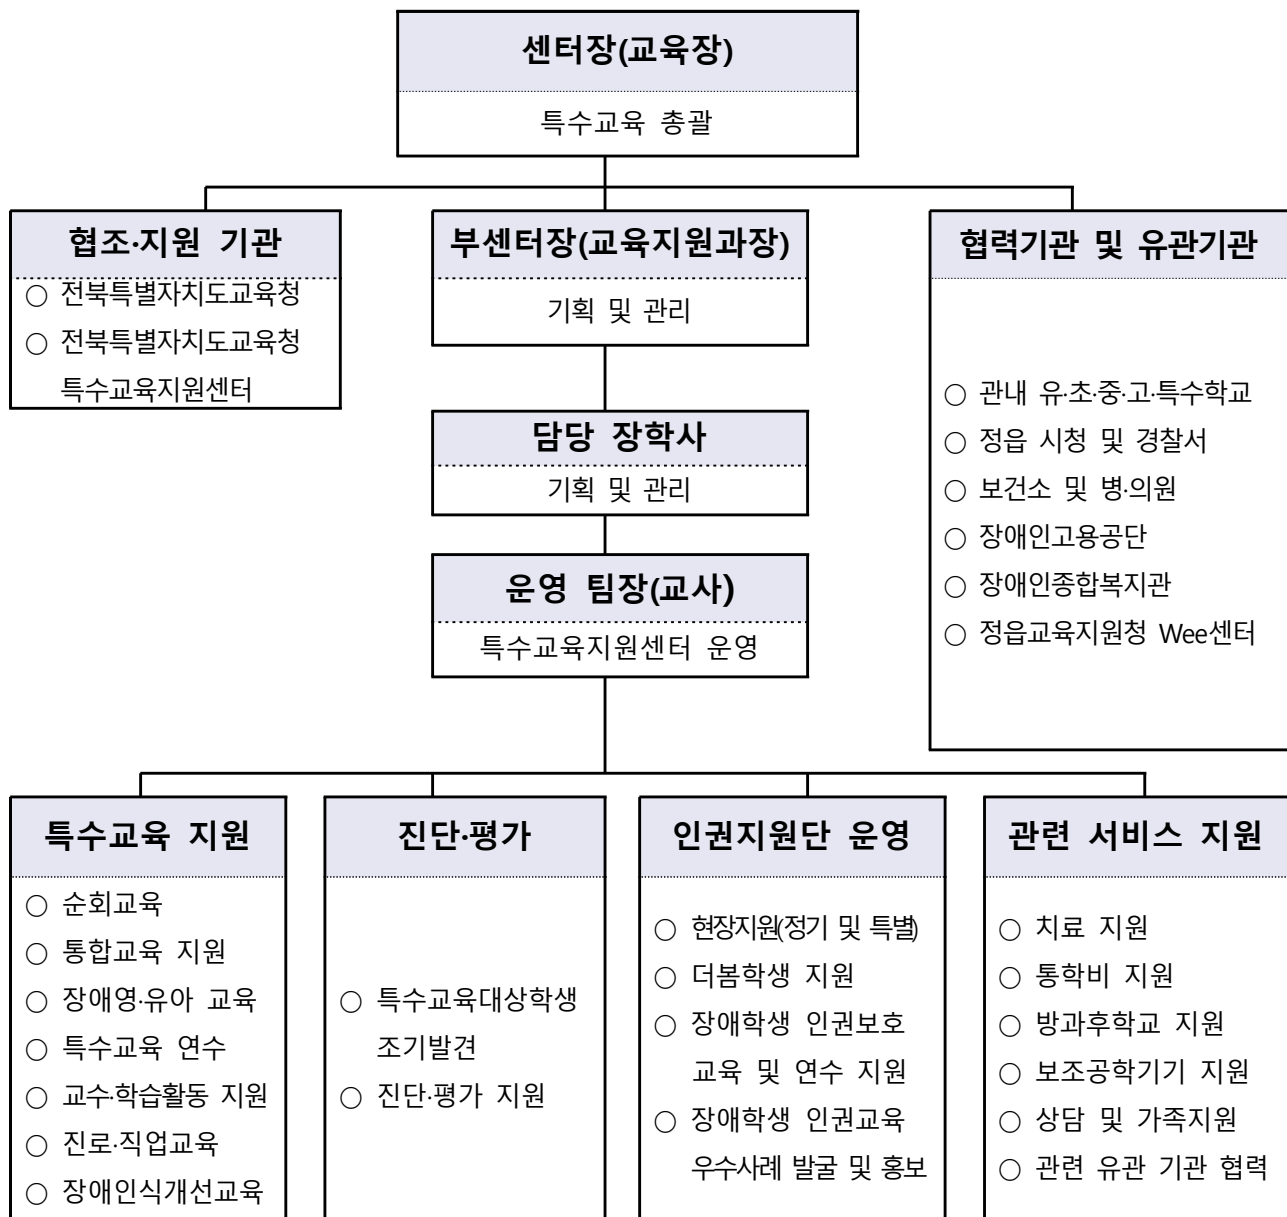 센터장(교육장)
특수교육 총괄
협조·지원 기관
○ 전북특별자치도교육청
○ 전북특별자치도교육청
특수교육지원센터
부센터장(교육지원과장)
기획 및 관리
담당 장학사
기획 및 관리
운영 팀장(교사)
특수교육지원센터 운영
협력기관 및 유관기관
○ 관내 유·초·중·고·특수학교
○ 정읍 시청 및 경찰서
○ 보건소 및 병·의원
○ 장애인고용공단
○ 장애인종합복지관
○ 정읍교육지원청 Wee센터
특수교육 지원
○ 순회교육
○ 통합교육 지원
○ 장애영·유아 교육
○ 특수교육 연수
○ 교수·학습활동 지원
○ 진로·직업교육
○ 장애인식개선교육
진단·평가
○ 특수교육대상학생
조기발견
○ 진단·평가 지원
인권지원단 운영
○ 현장지원(정기 및 특별)
○ 더봄학생 지원
○ 장애학생 인권보호
교육 및 연수 지원
○ 장애학생 인권교육
우수사례 발굴 및 홍보
관련 서비스 지원
○ 치료 지원
○ 통학비 지원
○ 방과후학교 지원
○ 보조공학기기 지원
○ 상담 및 가족지원
○ 관련 유관 기관 협력